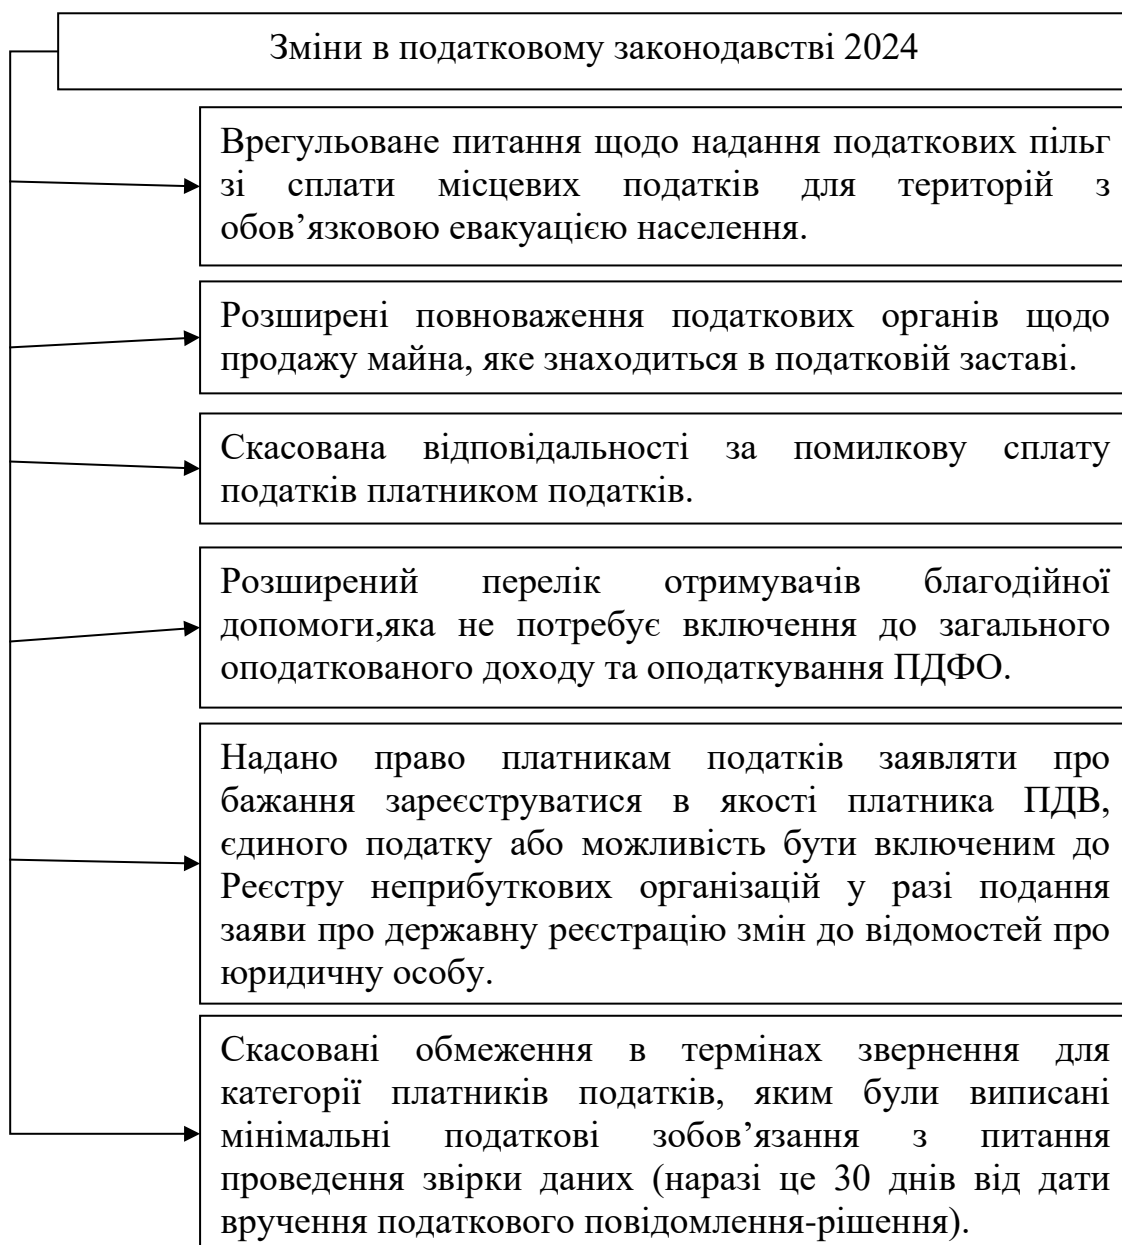 Зміни в податковому законодавстві 2024
Врегульоване питання щодо надання податкових пільг
зі сплати місцевих податків для територій з
обов’язковою евакуацією населення.
Розширені повноваження податкових органів щодо
продажу майна, яке знаходиться в податковій заставі.
Скасована відповідальності за помилкову сплату
податків платником податків.
Розширений перелік отримувачів благодійної
допомоги,яка не потребує включення до загального
оподаткованого доходу та оподаткування ПДФО.
Надано право платникам податків заявляти про
бажання зареєструватися в якості платника ПДВ,
єдиного податку або можливість бути включеним до
Реєстру неприбуткових організацій у разі подання
заяви про державну реєстрацію змін до відомостей про
юридичну особу.
Скасовані обмеження в термінах звернення для
категорії платників податків, яким були виписані
мінімальні податкові зобов’язання з питання
проведення звірки даних (наразі це 30 днів від дати
вручення податкового повідомлення-рішення).